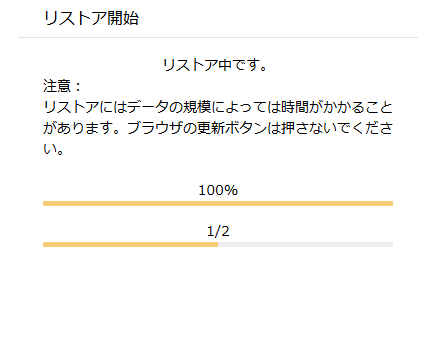 リストア開始
リストア中です。
注意：
リストアにはデータの規模によっては時間がかかること
があります。ブラウザの更新ボタンは押さないでくださ
い。
100%
1/2